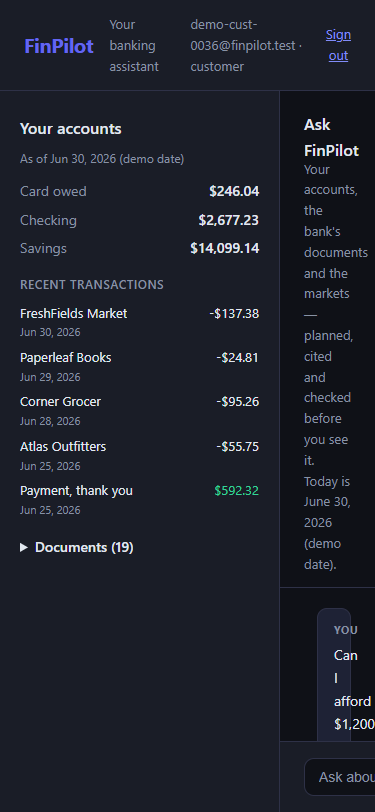 FinPilot
Your
banking
assistant
demo-cust-
0036@finpilot.test ·
customer
Sign
out
Your accounts
As of Jun 30, 2026 (demo date)
Card owed $246.04
Checking $2,677.23
Savings $14,099.14
RECENT TRANSACTIONS
FreshFields Market -$137.38
Jun 30, 2026
Paperleaf Books -$24.81
Jun 29, 2026
Corner Grocer -$95.26
Jun 28, 2026
Atlas Outfitters -$55.75
Jun 25, 2026
Payment, thank you $592.32
Jun 25, 2026
Documents (19)
Ask
FinPilot
Your
accounts,
the
bank's
documents
and the
markets
—
planned,
cited
and
checked
before
you see
it.
Today is
June 30,
2026
(demo
date).
YOU
Can
I
afford
$1,200
Ask abou